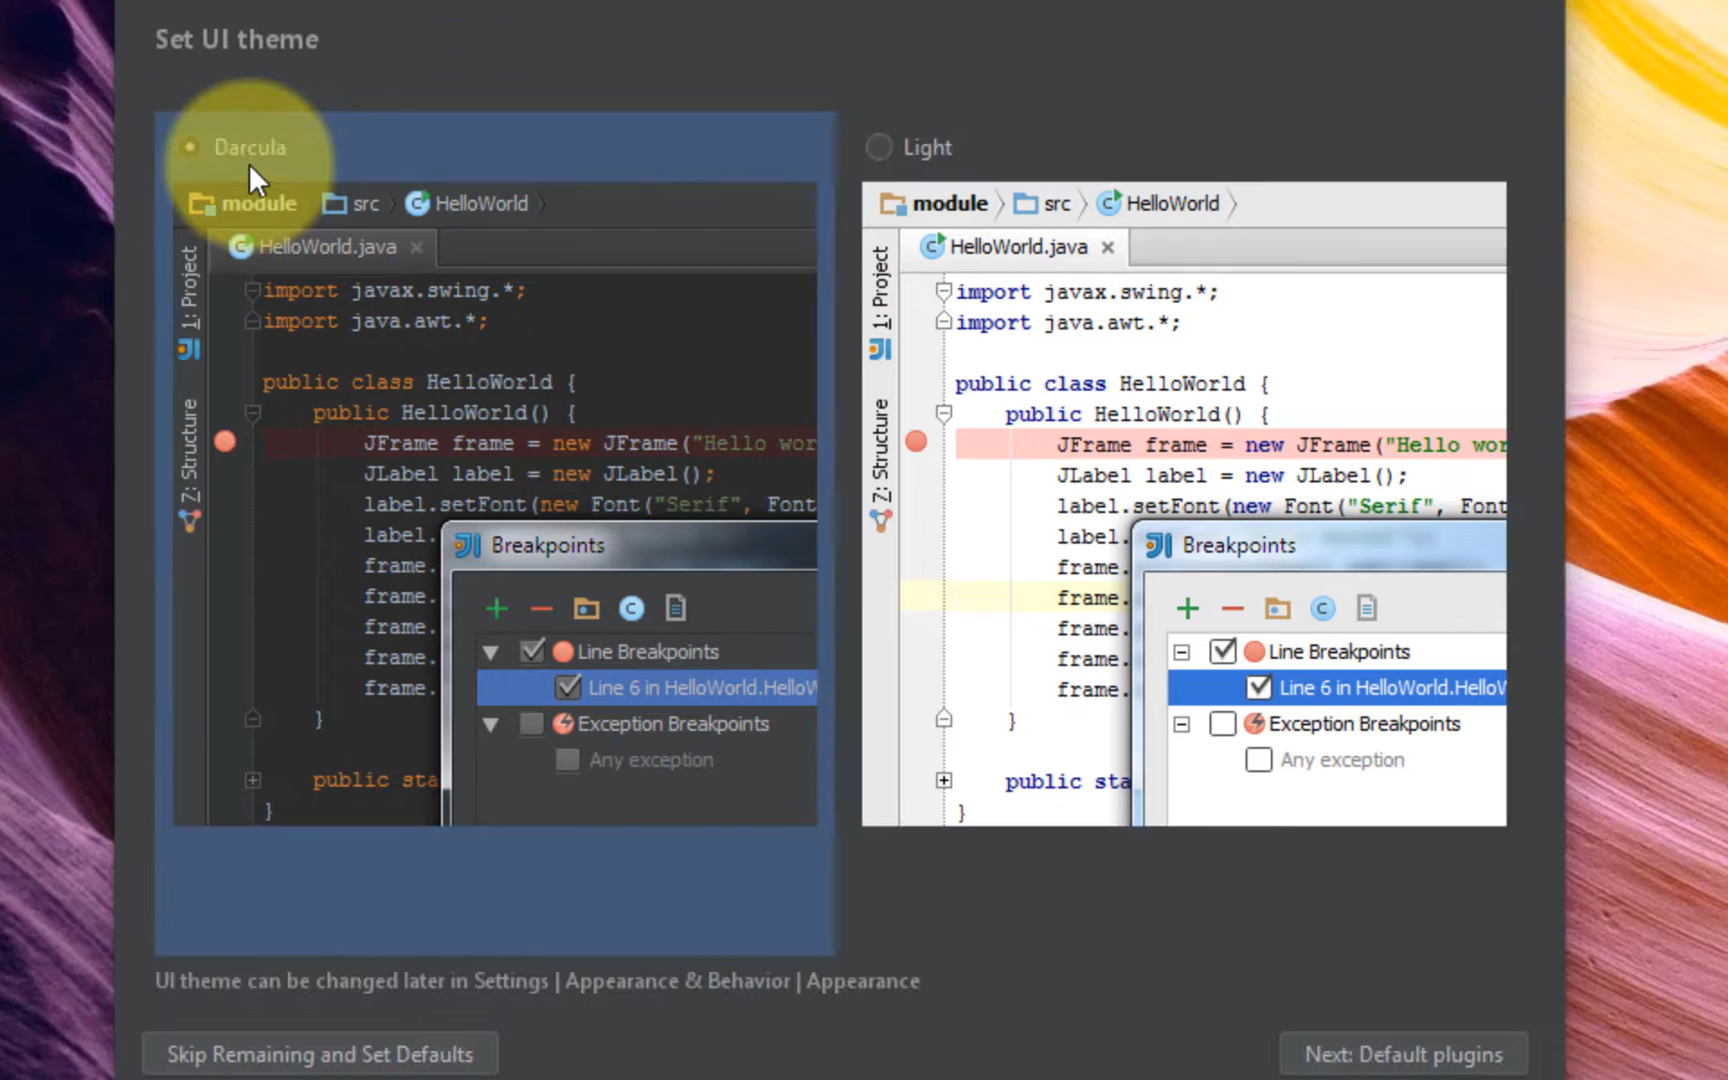 Set UI theme
Darcula
module src HelloWorld
HelloWorld.java
1: Project
7: Structure
import javax.swing.*;
import java.awt.*;
public class HelloWorld {
public HelloWorld() {
JFrame frame = new JFrame("Hello wor
JLabel label = new JLabel();
label.setFont(new Font("Serif", Font
label.
frame.
frame.
frame.
frame.
frame.
}
public sta
}
Breakpoints
Line Breakpoints
Line 6 in HelloWorld.HelloW
Exception Breakpoints
Any exception
Light
module src HelloWorld
HelloWorld.java
1: Project
7: Structure
import javax.swing.*;
import java.awt.*;
public class HelloWorld {
public HelloWorld() {
JFrame frame = new JFrame("Hello wor
JLabel label = new JLabel();
label.setFont(new Font("Serif", Font
label.
frame.
frame.
frame.
frame.
frame.
}
public sta
}
Breakpoints
Line Breakpoints
Line 6 in HelloWorld.HelloW
Exception Breakpoints
Any exception
UI theme can be changed later in Settings | Appearance & Behavior | Appearance
Skip Remaining and Set Defaults
Next: Default plugins